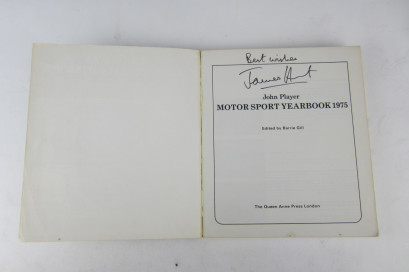 Best wishes
James Hunt
John Player
MOTOR SPORT YEARBOOK 1975
Edited by Barrie Gill
The Queen Anne Press London